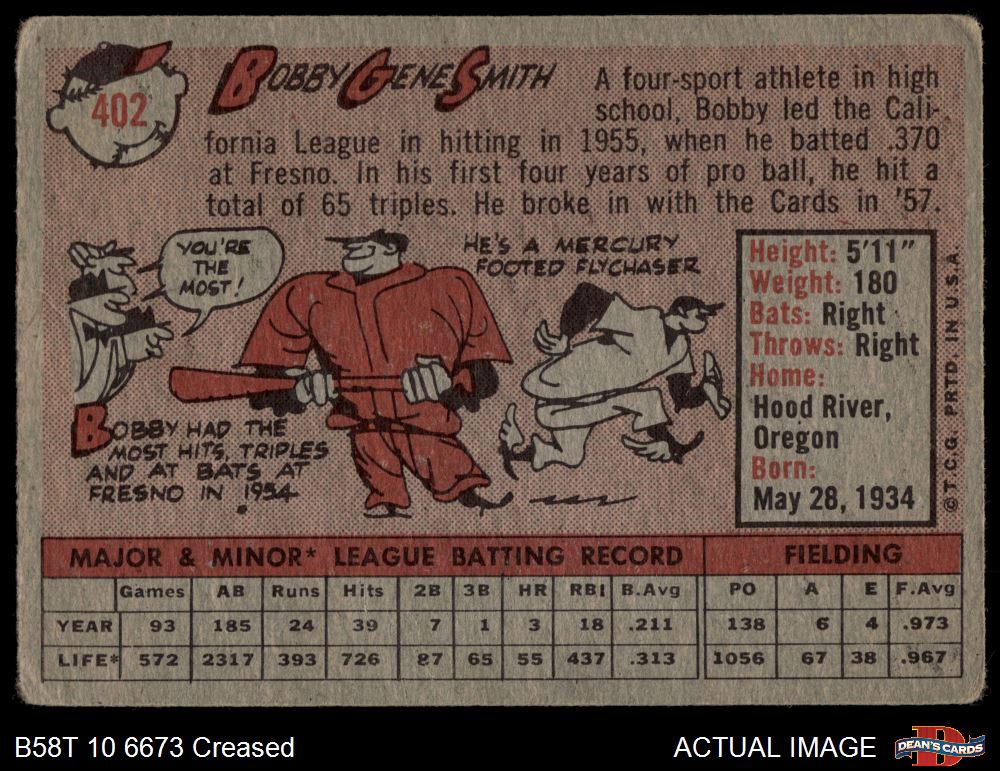 402
BOBBY GENE SMITH
A four-sport athlete in high
school, Bobby led the Cali-
fornia League in hitting in 1955, when he batted .370
at Fresno. In his first four years of pro ball, he hit a
total of 65 triples. He broke in with the Cards in '57.
YOU'RE
THE
MOST!
HE'S A MERCURY
FOOTED FLYCHASER
BOBBY HAD THE
MOST HITS, TRIPLES
AND AT BATS AT
FRESNO IN 1954.
Height: 5'11"
Weight: 180
Bats: Right
Throws: Right
Home:
Hood River,
Oregon
Born:
May 28, 1934
© T.C.G. PRTD. IN U.S.A.
MAJOR & MINOR* LEAGUE BATTING RECORD FIELDING
Games AB Runs Hits 2B 3B HR RBI B.Avg PO A E F.Avg
YEAR 93 185 24 39 7 1 3 18 .211 138 6 4 .973
LIFE* 572 2317 393 726 87 65 55 437 .313 1056 67 38 .967
B58T 10 6673 Creased
ACTUAL IMAGE
DEAN'S CARDS